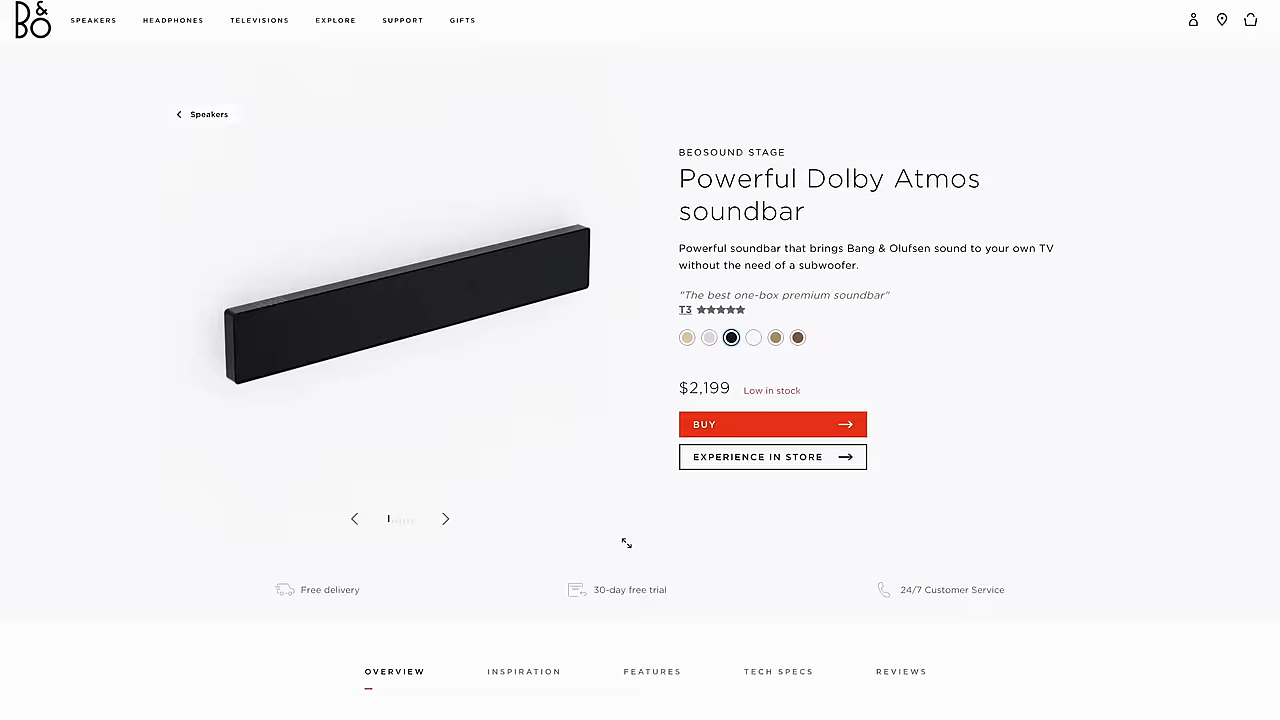 B&O
SPEAKERS HEADPHONES TELEVISIONS EXPLORE SUPPORT GIFTS
Speakers
BEOSOUND STAGE
Powerful Dolby Atmos
soundbar
Powerful soundbar that brings Bang & Olufsen sound to your own TV
without the need of a subwoofer.
"The best one-box premium soundbar"
T3 ★★★★★
$2,199 Low in stock
BUY
EXPERIENCE IN STORE
Free delivery 30-day free trial 24/7 Customer Service
OVERVIEW INSPIRATION FEATURES TECH SPECS REVIEWS